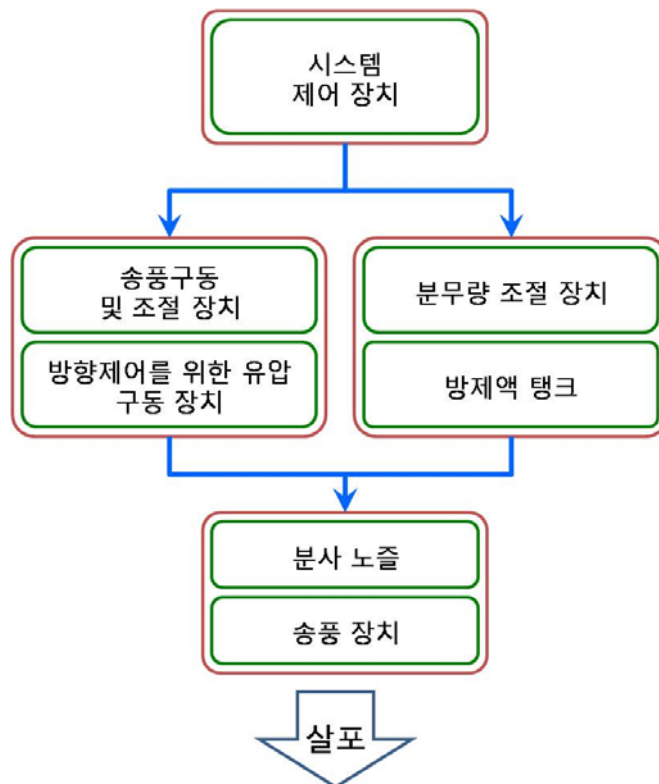 시스템
제어 장치
송풍구동
및 조절 장치
방향제어를 위한 유압
구동 장치
분무량 조절 장치
방제액 탱크
분사 노즐
송풍 장치
살포